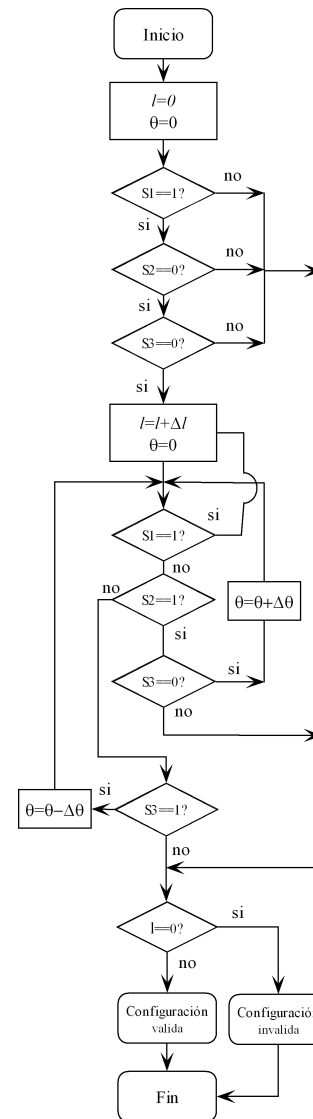 Inicio
l=0
θ=0
S1==1?
no
si
S2==0?
no
si
S3==0?
no
si
l=l+Δl
θ=0
S1==1?
si
no
no
S2==1?
θ=θ+Δθ
si
S3==0?
si
no
θ=θ−Δθ
si
S3==1?
no
l==0?
si
no
Configuración
valida
Configuración
invalida
Fin